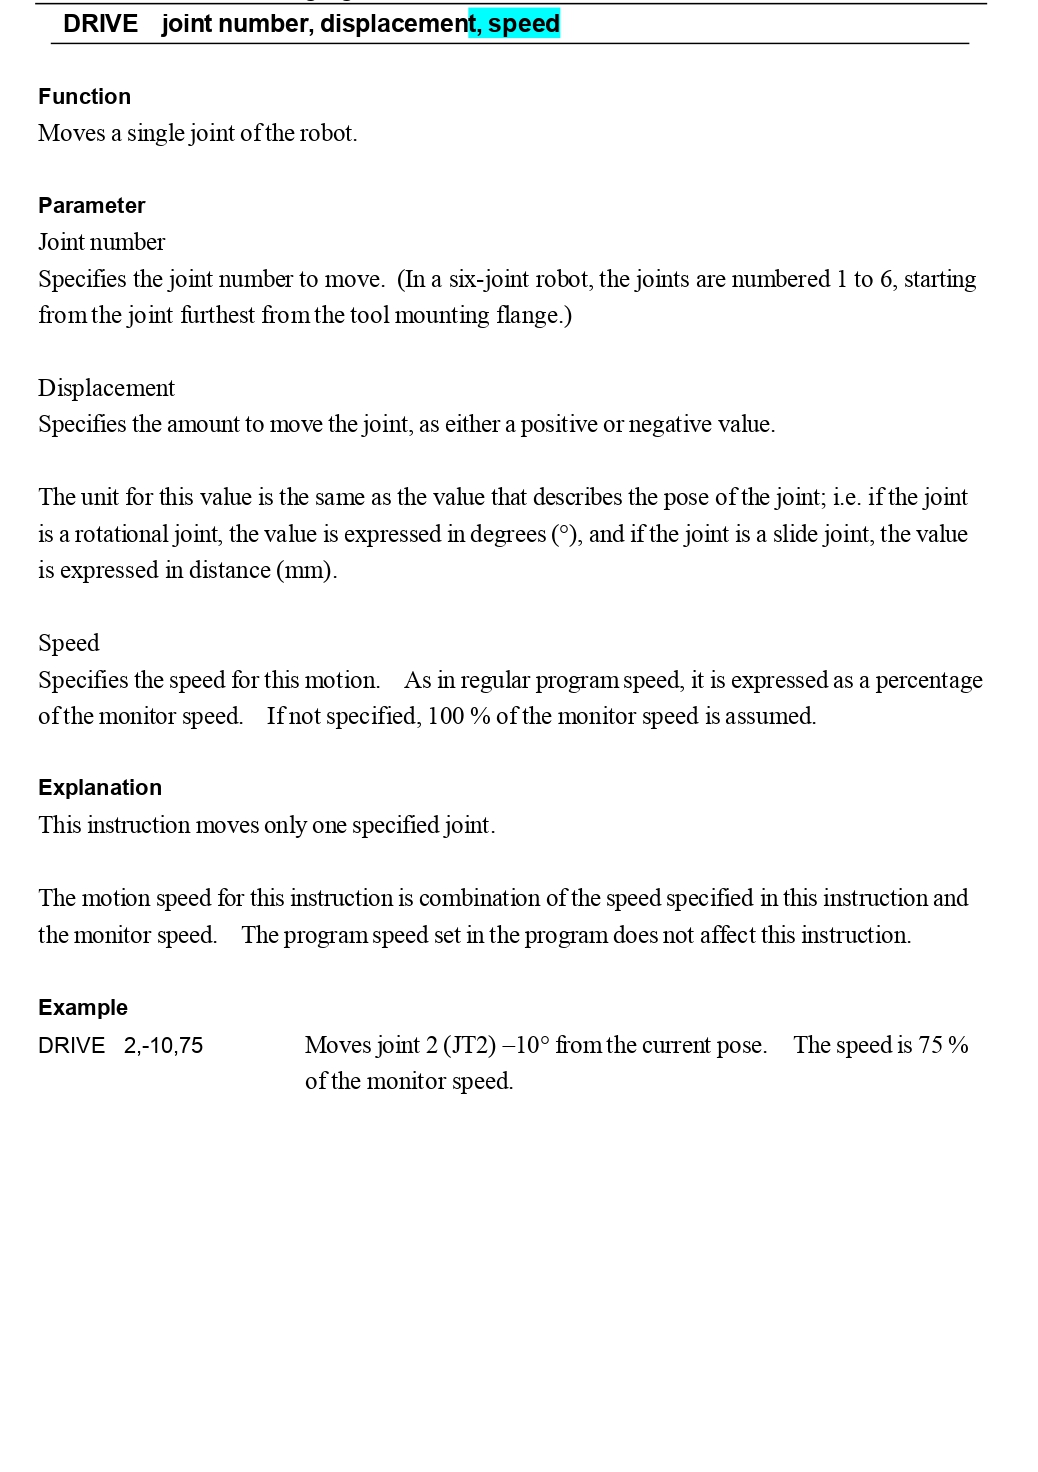 DRIVE joint number, displacement, speed
Function
Moves a single joint of the robot.
Parameter
Joint number
Specifies the joint number to move. (In a six-joint robot, the joints are numbered 1 to 6, starting
from the joint furthest from the tool mounting flange.)
Displacement
Specifies the amount to move the joint, as either a positive or negative value.
The unit for this value is the same as the value that describes the pose of the joint; i.e. if the joint
is a rotational joint, the value is expressed in degrees (°), and if the joint is a slide joint, the value
is expressed in distance (mm).
Speed
Specifies the speed for this motion. As in regular program speed, it is expressed as a percentage
of the monitor speed. If not specified, 100 % of the monitor speed is assumed.
Explanation
This instruction moves only one specified joint.
The motion speed for this instruction is combination of the speed specified in this instruction and
the monitor speed. The program speed set in the program does not affect this instruction.
Example
DRIVE 2,-10,75 Moves joint 2 (JT2) –10° from the current pose. The speed is 75 %
of the monitor speed.